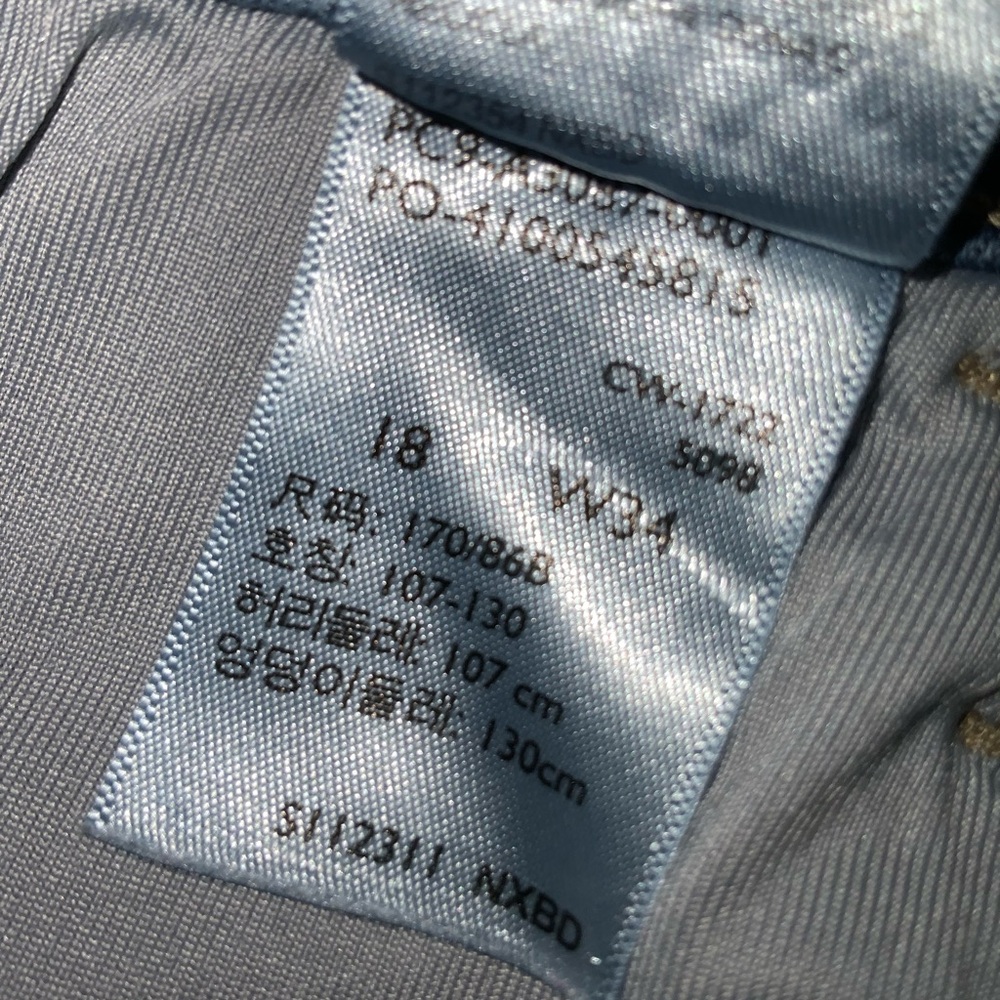 PO-4100545815
CW-1722
5098
18 W34
尺码: 170/86B
호칭: 107-130
허리둘레: 107 cm
엉덩이둘레: 130cm
S112311 NXBD